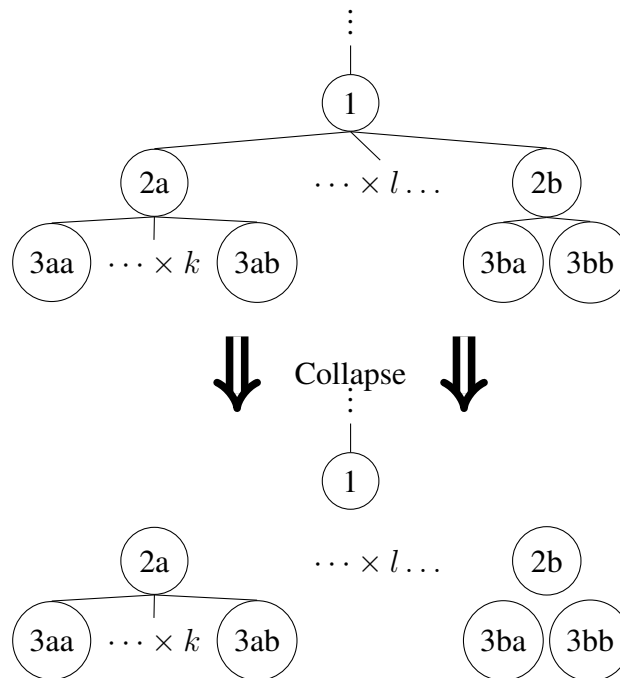 ⋮
1
2a ⋯ × l … 2b
3aa ⋯ × k 3ab 3ba 3bb
Collapse
⋮
1
2a ⋯ × l … 2b
3aa ⋯ × k 3ab 3ba 3bb